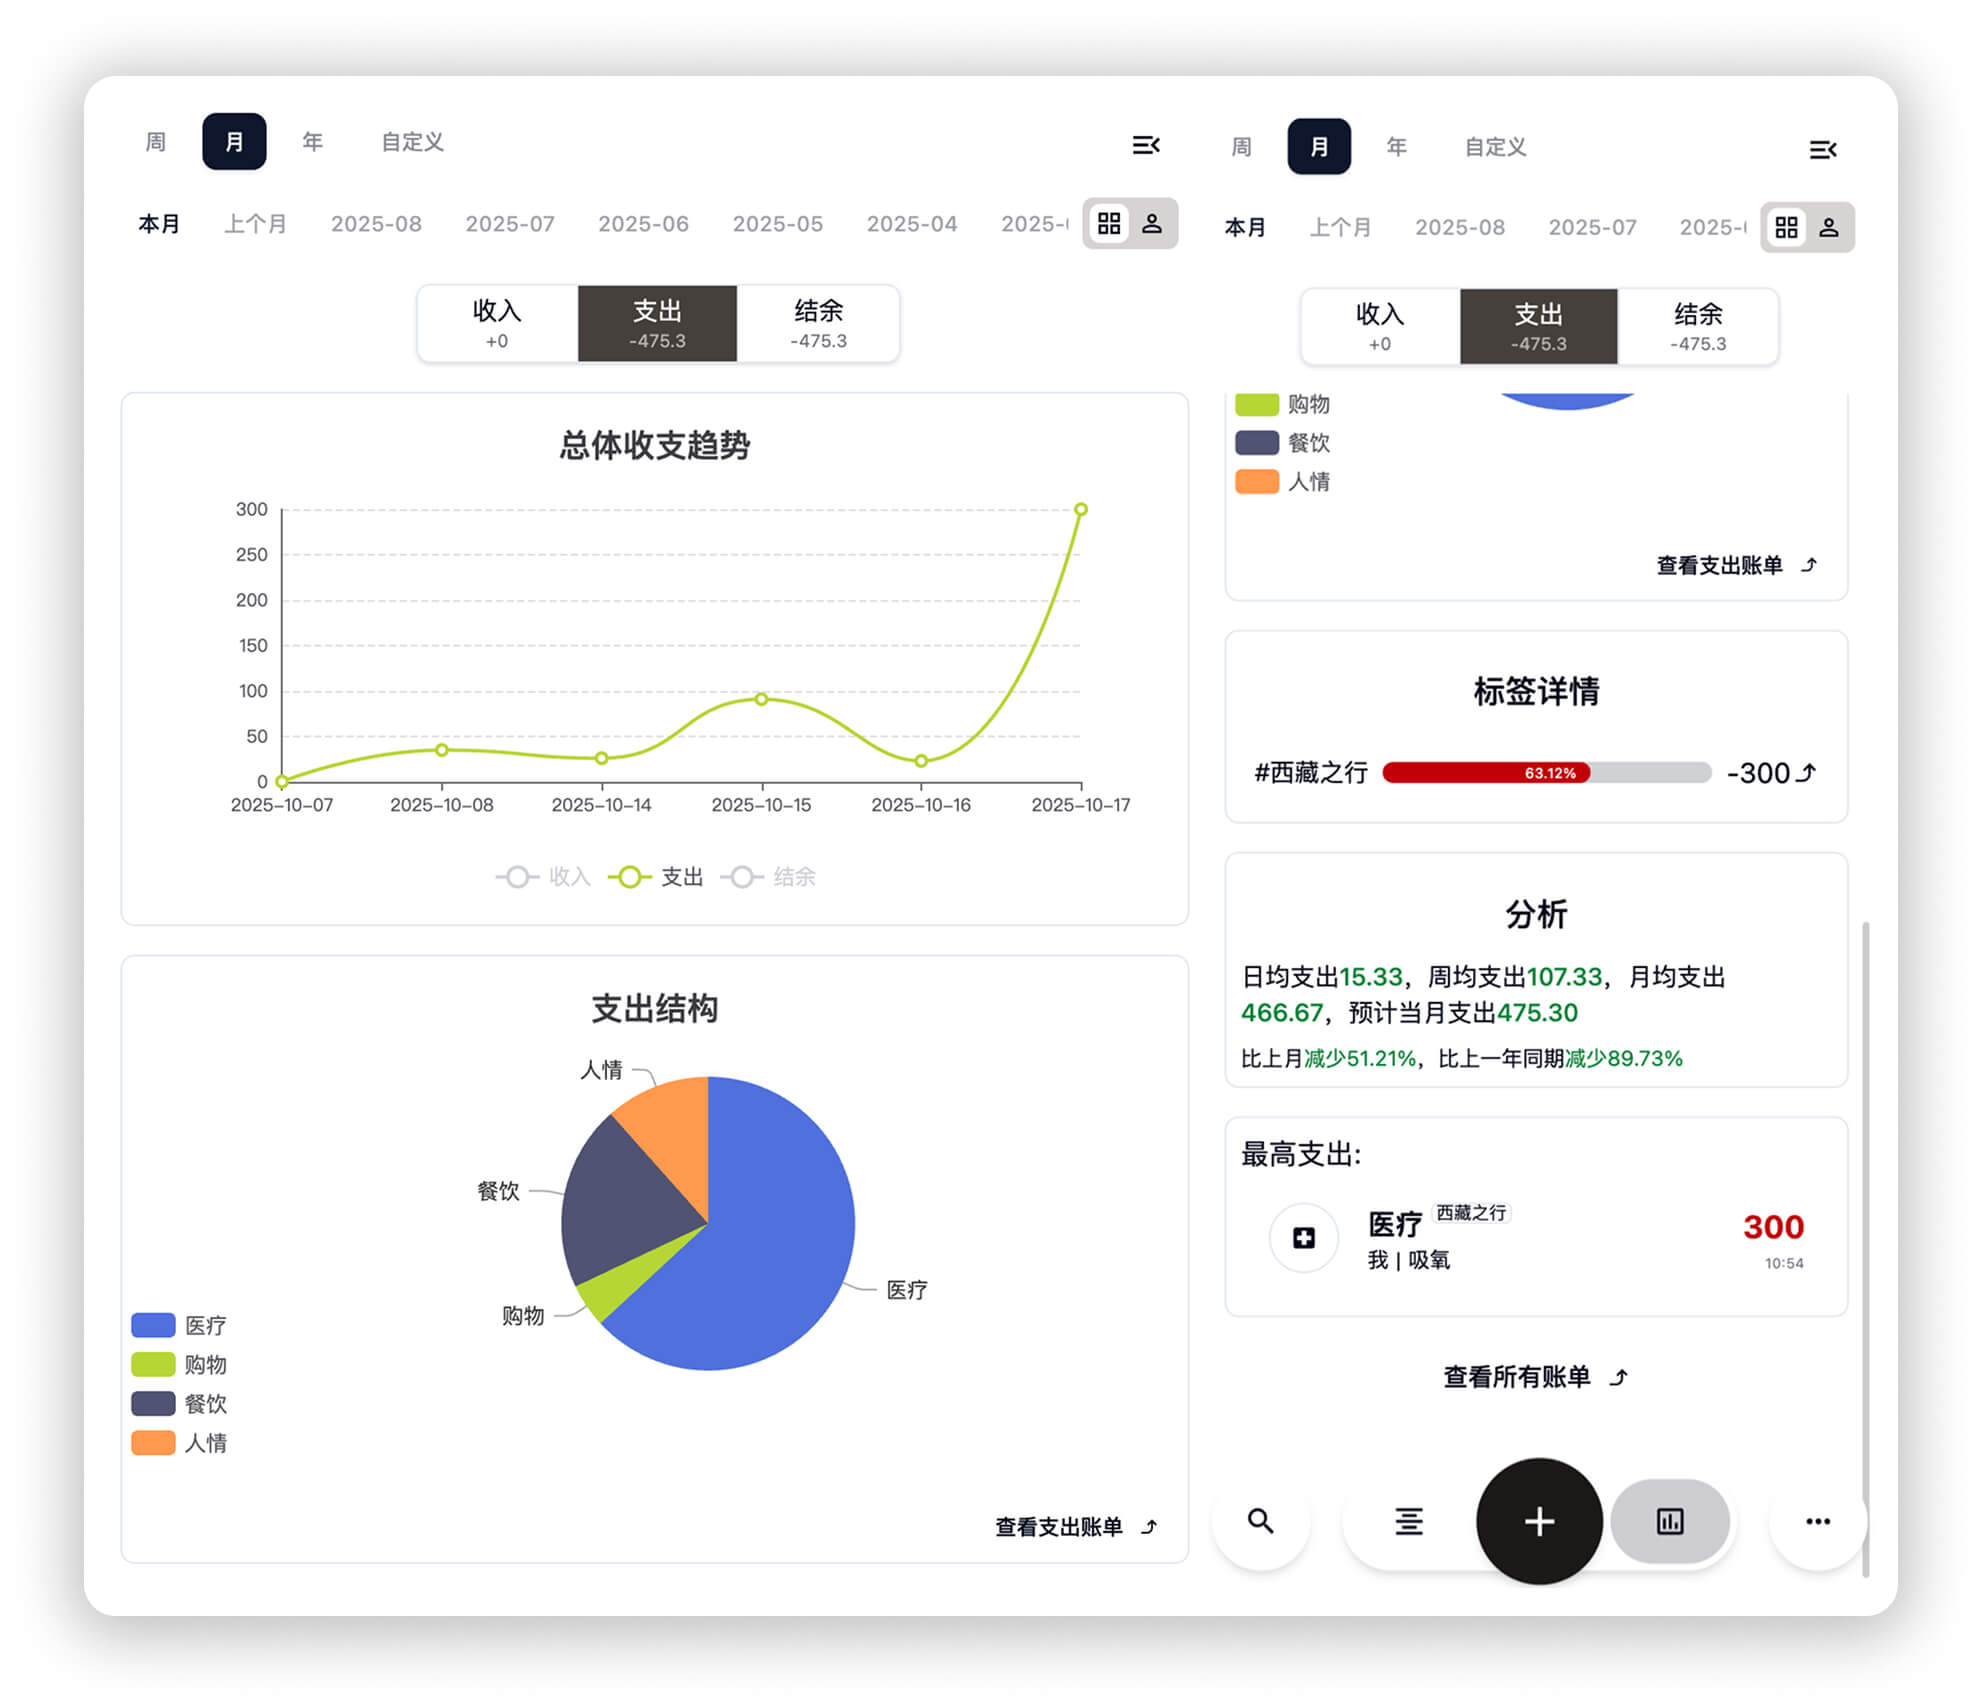 周 月 年 自定义
本月 上个月 2025-08 2025-07 2025-06 2025-05 2025-04 2025-
收入 支出 结余
+0 -475.3 -475.3
总体收支趋势
300
250
200
150
100
50
0
2025-10-07 2025-10-08 2025-10-14 2025-10-15 2025-10-16 2025-10-17
收入 支出 结余
支出结构
人情
餐饮
购物
医疗
医疗
购物
餐饮
人情
查看支出账单
周 月 年 自定义
本月 上个月 2025-08 2025-07 2025-
收入 支出 结余
+0 -475.3 -475.3
购物
餐饮
人情
查看支出账单
标签详情
#西藏之行 63.12% -300
分析
日均支出15.33，周均支出107.33，月均支出
466.67，预计当月支出475.30
比上月减少51.21%，比上一年同期减少89.73%
最高支出:
医疗 西藏之行 300
我 | 吸氧 10:54
查看所有账单